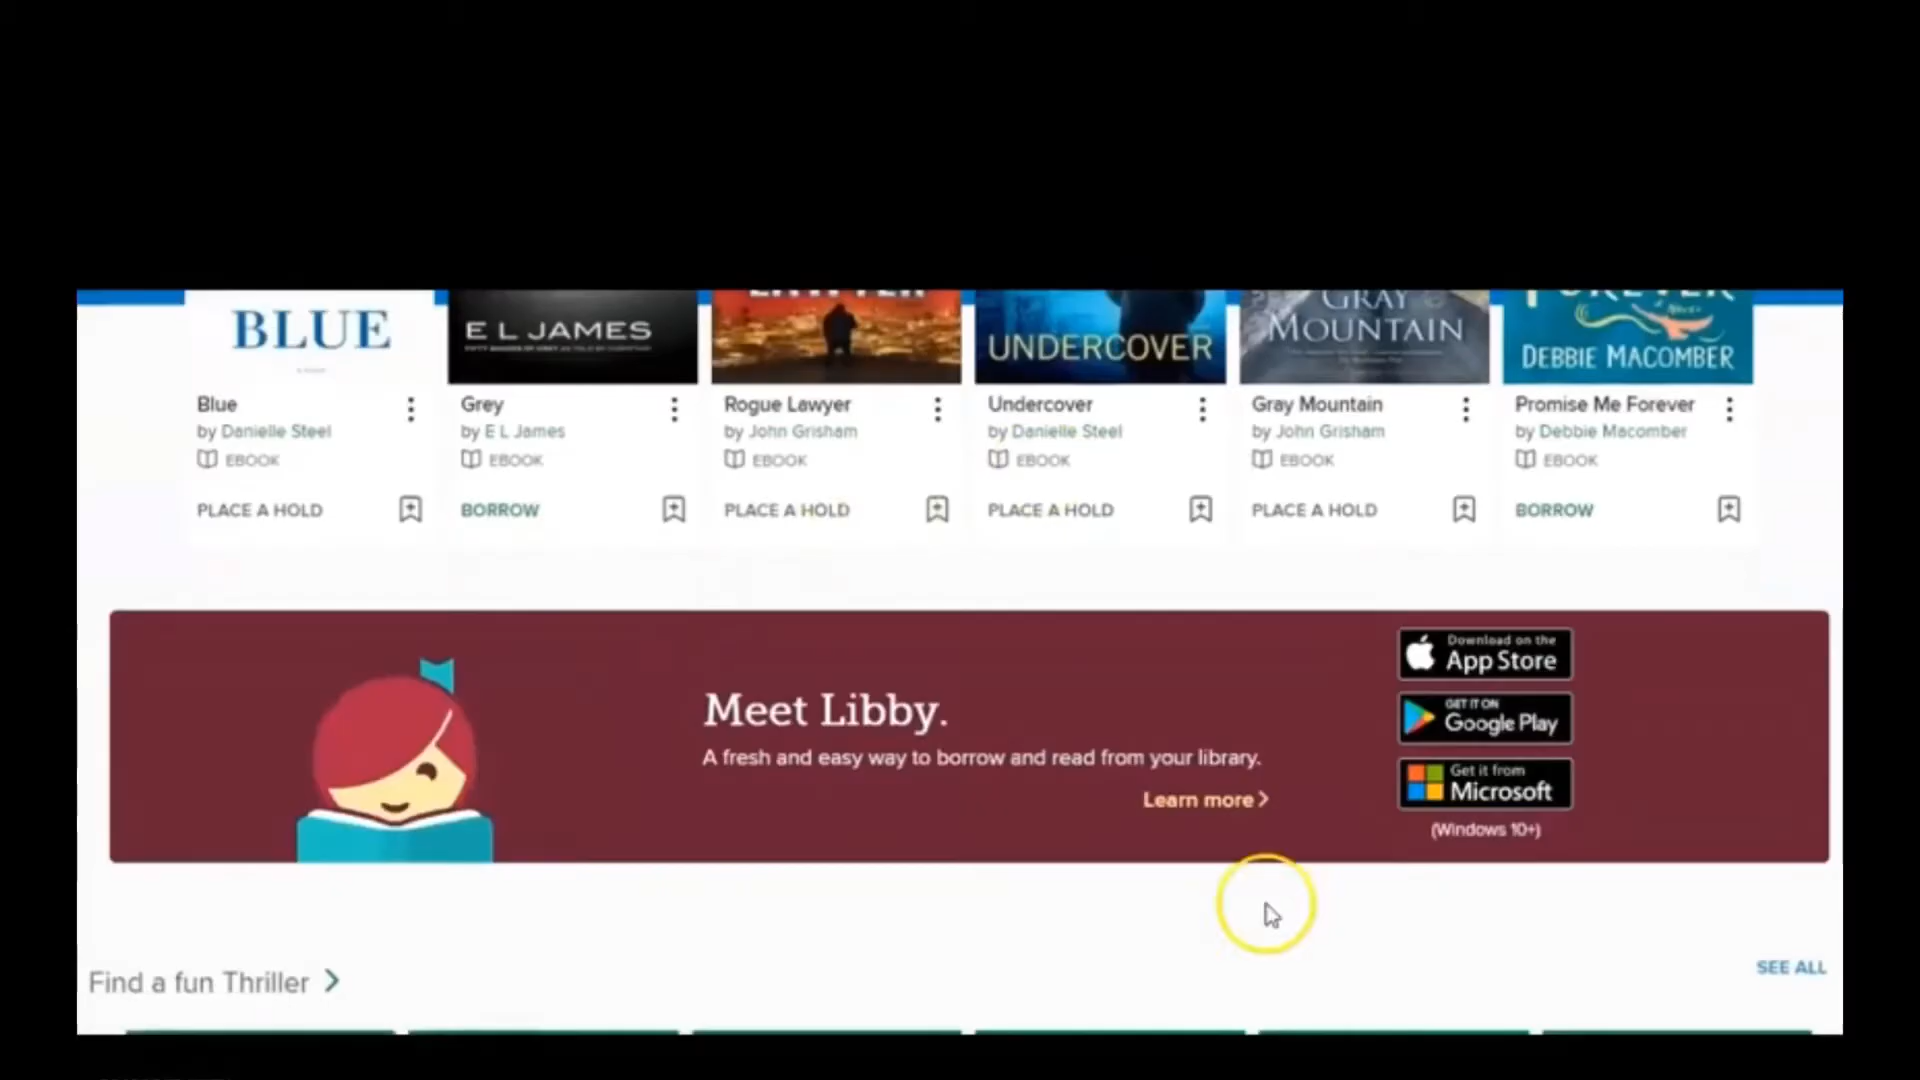 BLUE
E L JAMES
UNDERCOVER
GRAY
MOUNTAIN
FOREVER
DEBBIE MACOMBER
Blue
by Danielle Steel
EBOOK
PLACE A HOLD
Grey
by E L James
EBOOK
BORROW
Rogue Lawyer
by John Grisham
EBOOK
PLACE A HOLD
Undercover
by Danielle Steel
EBOOK
PLACE A HOLD
Gray Mountain
by John Grisham
EBOOK
PLACE A HOLD
Promise Me Forever
by Debbie Macomber
EBOOK
BORROW
Meet Libby.
A fresh and easy way to borrow and read from your library.
Learn more
Download on the
App Store
GET IT ON
Google Play
Get it from
Microsoft
(Windows 10+)
Find a fun Thriller
SEE ALL